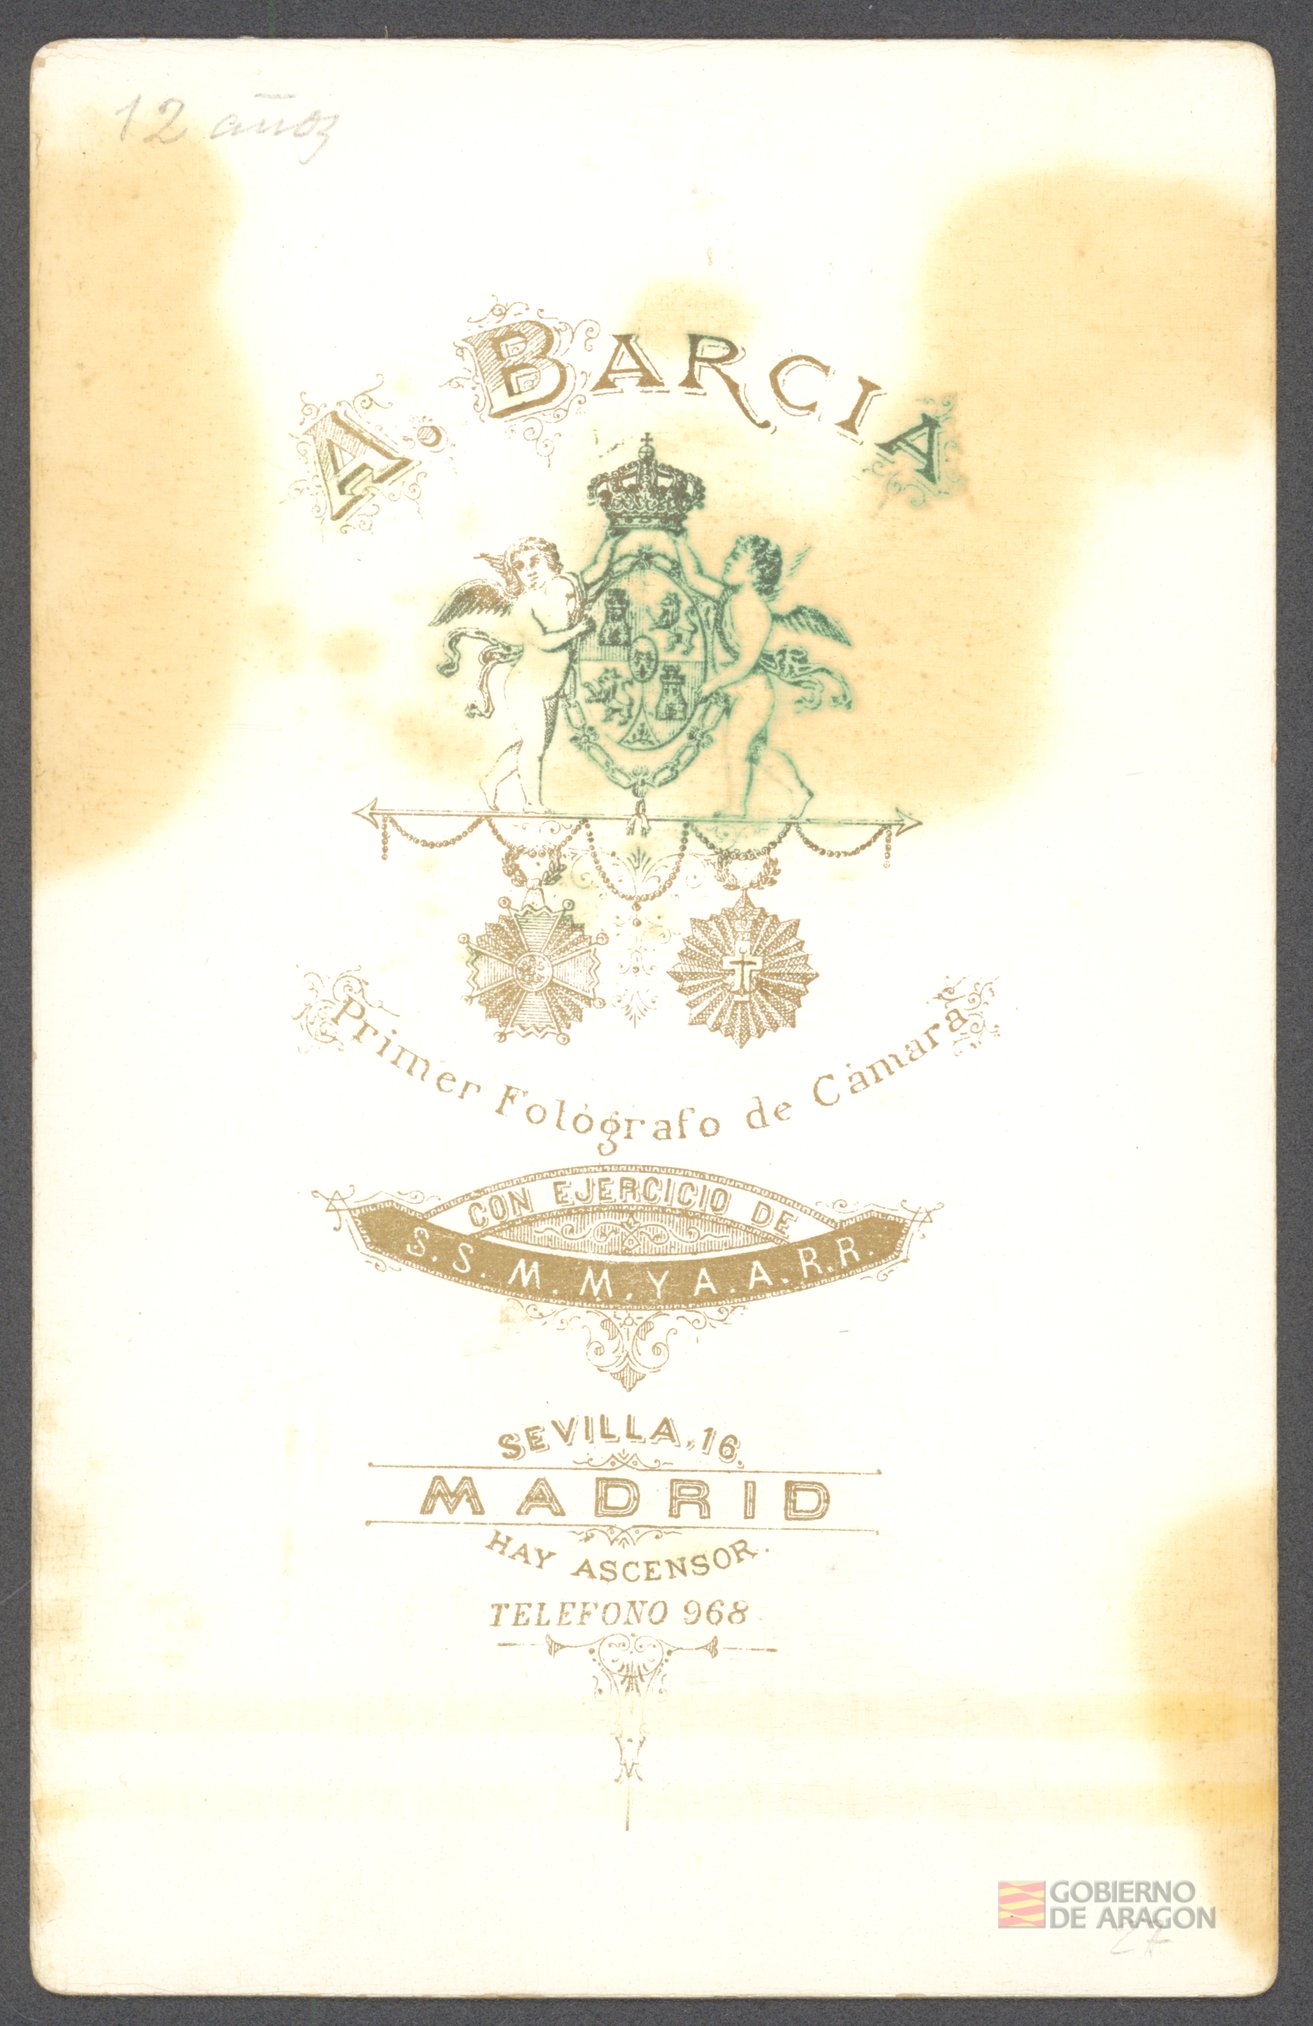 12 años
A. BARCIA
Primer Fotógrafo de Cámara
CON EJERCICIO DE
S. S. M. M. Y A. A. R. R.
SEVILLA, 16.
MADRID
HAY ASCENSOR.
TELEFONO 968
GOBIERNO
DE ARAGON